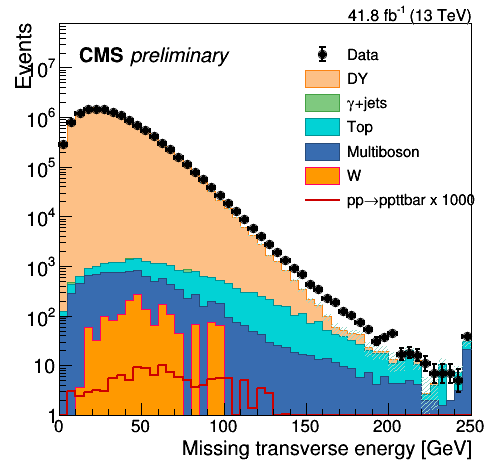 41.8 fb⁻¹ (13 TeV)
Events
CMS preliminary
Data
DY
γ+jets
Top
Multiboson
W
pp→ppttbar x 1000
10⁷
10⁶
10⁵
10⁴
10³
10²
10
1
0 50 100 150 200 250
Missing transverse energy [GeV]